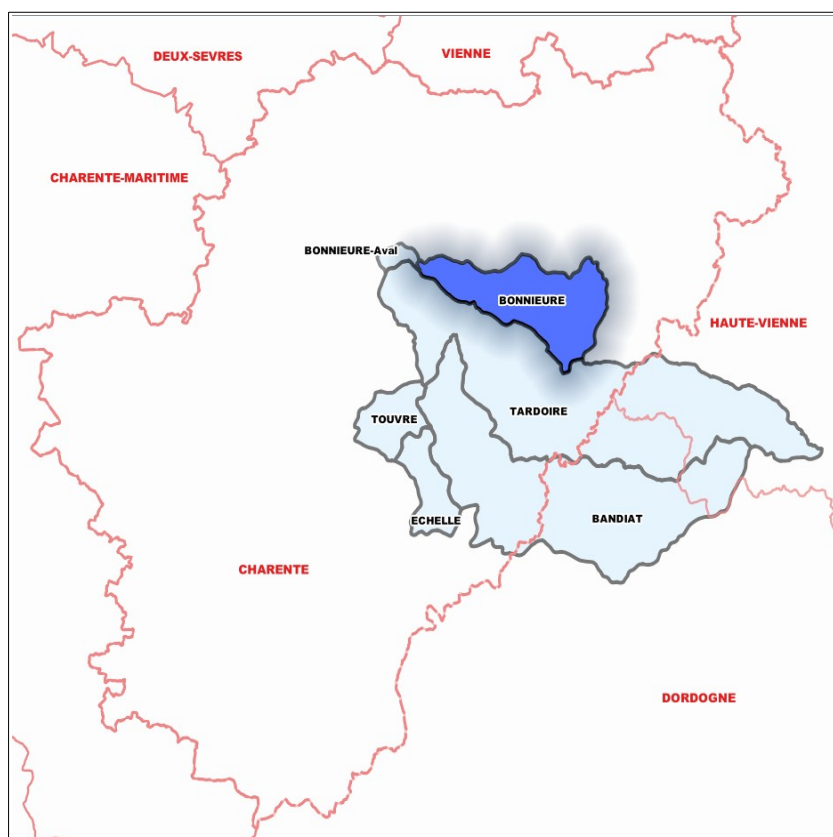 DEUX-SEVRES
VIENNE
CHARENTE-MARITIME
BONNIEURE-Aval
BONNIEURE
HAUTE-VIENNE
TARDOIRE
TOUVRE
ECHELLE
BANDIAT
CHARENTE
DORDOGNE